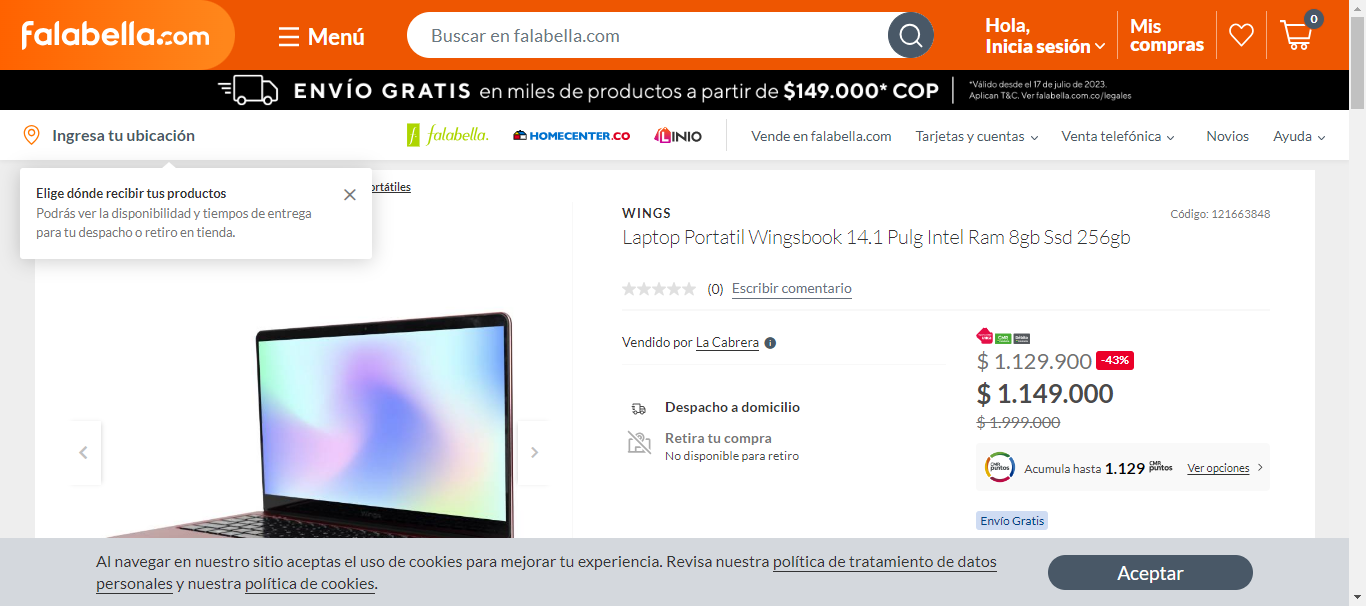 falabella.com
Menú
Buscar en falabella.com
Hola,
Inicia sesión
Mis
compras
0
ENVÍO GRATIS en miles de productos a partir de $149.000* COP
*Válido desde el 17 de julio de 2023.
Aplican T&C. Ver falabella.com.co/legales
Ingresa tu ubicación
falabella.
HOMECENTER.CO
LINIO
Vende en falabella.com
Tarjetas y cuentas
Venta telefónica
Novios
Ayuda
Elige dónde recibir tus productos
Podrás ver la disponibilidad y tiempos de entrega
para tu despacho o retiro en tienda.
ortátiles
WINGS
Código: 121663848
Laptop Portatil Wingsbook 14.1 Pulg Intel Ram 8gb Ssd 256gb
(0) Escribir comentario
Vendido por La Cabrera
CMR
$ 1.129.900 -43%
$ 1.149.000
$ 1.999.000
Despacho a domicilio
Retira tu compra
No disponible para retiro
CMR puntos
Acumula hasta 1.129 CMR puntos Ver opciones
Envío Gratis
Al navegar en nuestro sitio aceptas el uso de cookies para mejorar tu experiencia. Revisa nuestra política de tratamiento de datos
personales y nuestra política de cookies.
Aceptar